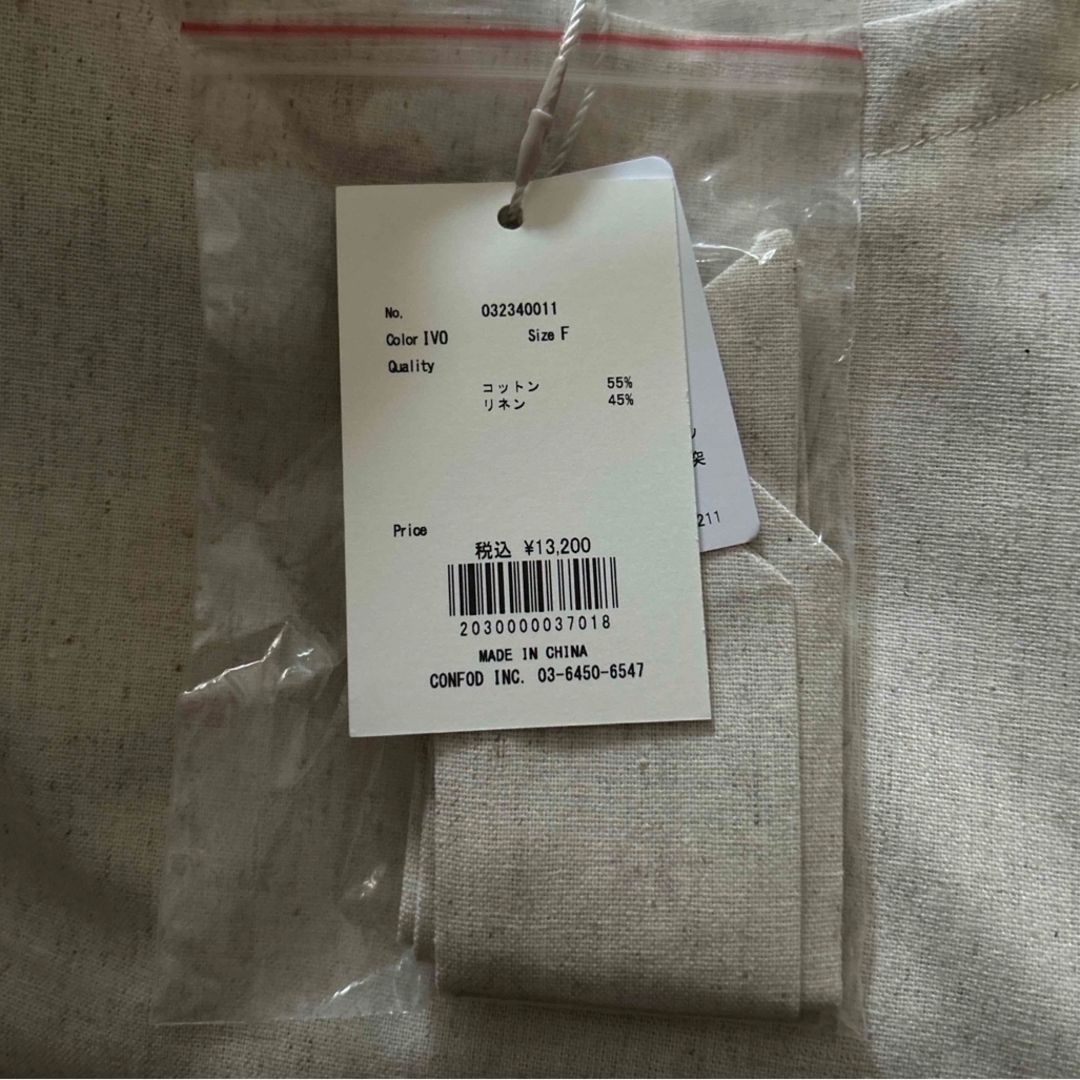 No. 032340011
Color IVO Size F
Quality
コットン 55%
リネン 45%
Price
税込 ¥13,200
2030000037018
MADE IN CHINA
CONFOD INC. 03-6450-6547
211